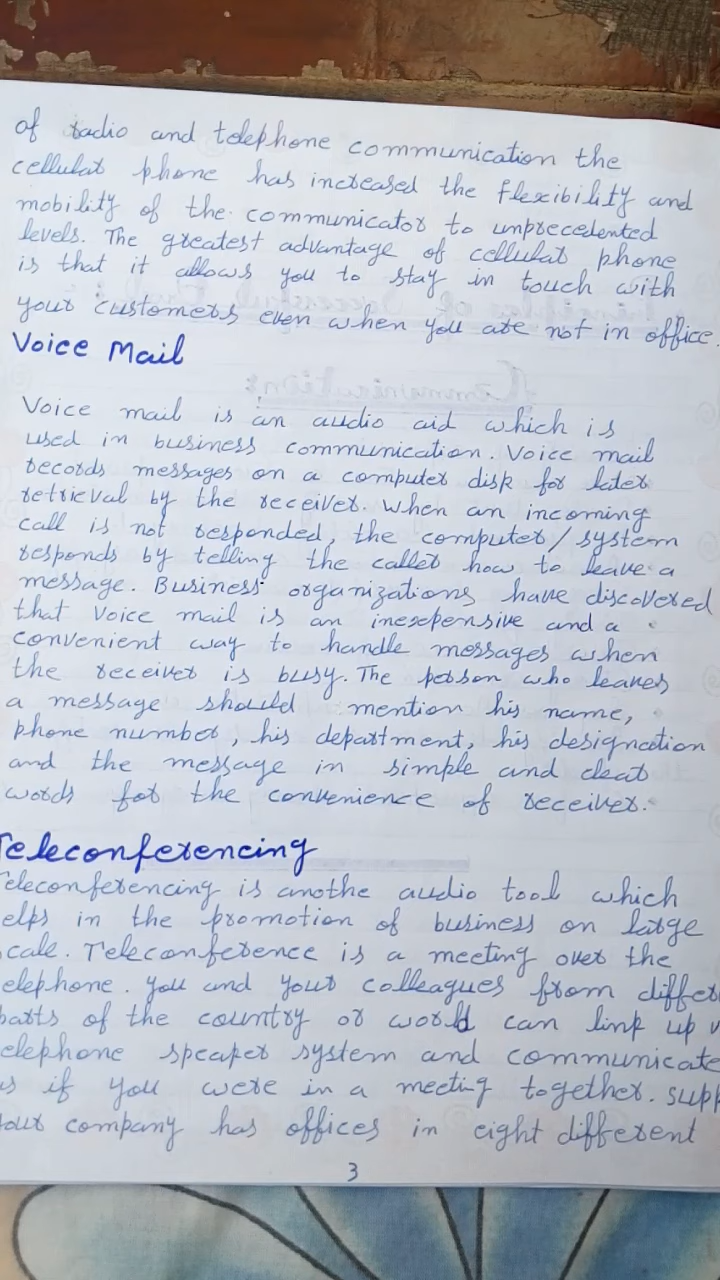 of radio and telephone communication the
cellular phone has increased the flexibility and
mobility of the communicator to unprecedented
levels. The greatest advantage of cellular phone
is that it allows you to stay in touch with
your customers even when you are not in office.
Voice Mail
Voice mail is an audio aid which is
used in business communication. Voice mail
records messages on a computer disk for later
retrieval by the receiver. When an incoming
call is not responded, the computer/system
responds by telling the caller how to leave a
message. Business organizations have discovered
that Voice mail is an inexpensive and a
convenient way to handle messages when
the receiver is busy. The person who leaves
a message should mention his name,
phone number, his department, his designation
and the message in simple and clear
words for the convenience of receiver.
Teleconferencing
eleconferencing is anothe audio tool which
elps in the promotion of business on large
cale. Teleconference is a meeting over the
elephone. You and your colleagues from differ
parts of the country or world can link up
elephone speaper system and communicate
as if you were in a meeting together. supp
your company has offices in eight different
3